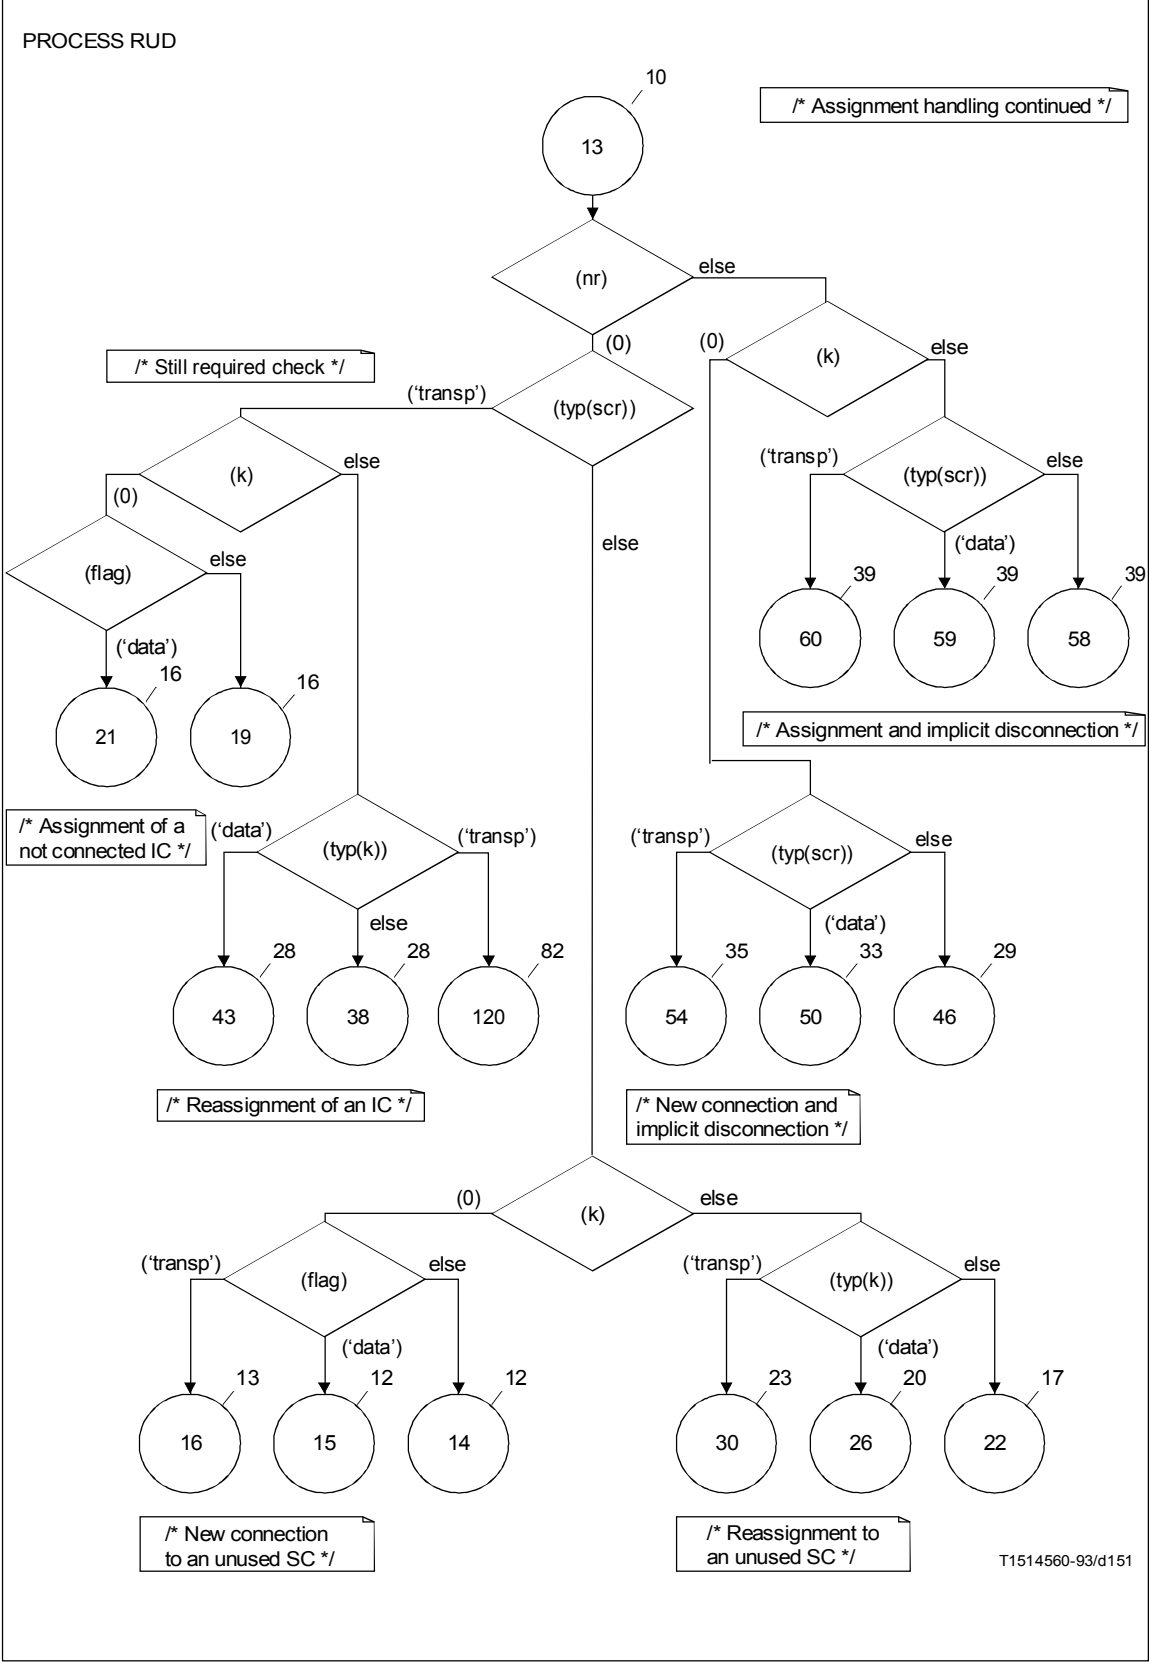 PROCESS RUD
10
/* Assignment handling continued */
13
(nr)
else
(0)
/* Still required check */
(‘transp’)
(typ(scr))
(0)
(k)
else
(k)
else
(0)
(‘transp’)
(typ(scr))
else
(‘data’)
else
(flag)
else
(‘data’)
39
39
39
60
59
58
16
16
21
19
/* Assignment and implicit disconnection */
/* Assignment of a
not connected IC */
(‘data’)
(typ(k))
(‘transp’)
else
(‘transp’)
(typ(scr))
else
(‘data’)
28
28
82
35
33
29
43
38
120
54
50
46
/* Reassignment of an IC */
/* New connection and
implicit disconnection */
(0)
(k)
else
(‘transp’)
(flag)
else
(‘data’)
(‘transp’)
(typ(k))
else
(‘data’)
13
12
12
23
20
17
16
15
14
30
26
22
/* New connection
to an unused SC */
/* Reassignment to
an unused SC */
T1514560-93/d151